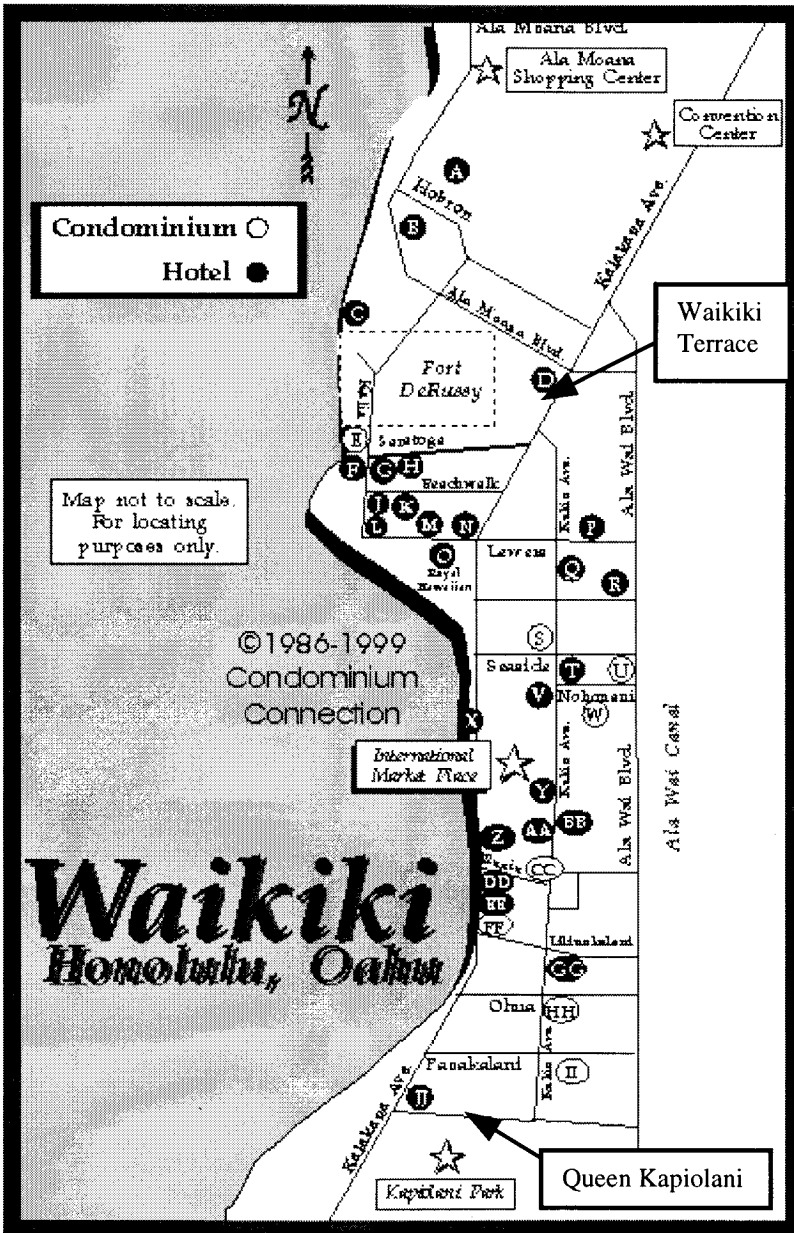 Ala Moana Blvd.
Ala Moana
Shopping Center
Convention
Center
N
A
Hobron
Kalakaua Ave.
B
Condominium
Hotel
C
Ala Moana Blvd.
Waikiki
Terrace
Fort
DeRussy
D
Kalia
E
Saratoga
F
G
H
Beachwalk
Kuhio Ave.
Ala Wai Blvd.
Map not to scale.
For locating
purposes only.
J
K
L
M
N
P
O
Royal
Hawaiian
Lewers
Q
R
©1986-1999
Condominium
Connection
S
Seaside
T
U
V
Nohonani
W
X
International
Market Place
Kuhio Ave.
Y
Ala Wai Blvd.
Ala Wai Canal
Z
AA
BB
CC
DD
EE
FF
Waikiki
Honolulu, Oahu
Liliuokalani
GG
Ohua
HH
Kuhio Ave.
Paoakalani
II
Kalakaua Ave.
JJ
Kapiolani Park
Queen Kapiolani